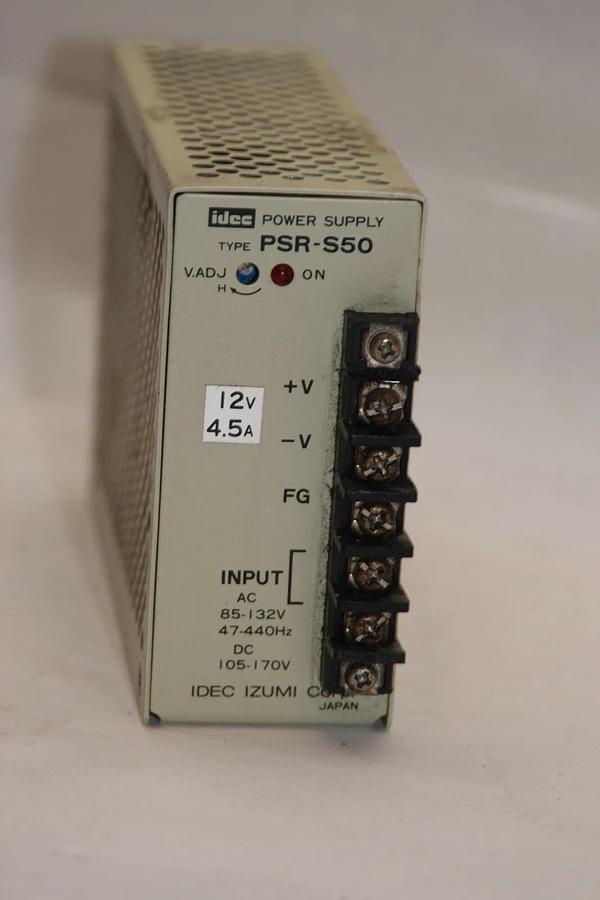 idec POWER SUPPLY
TYPE PSR-S50
V.ADJ ON
H
+V
12V
4.5A
-V
FG
INPUT
AC
85-132V
47-440Hz
DC
105-170V
IDEC IZUMI
JAPAN